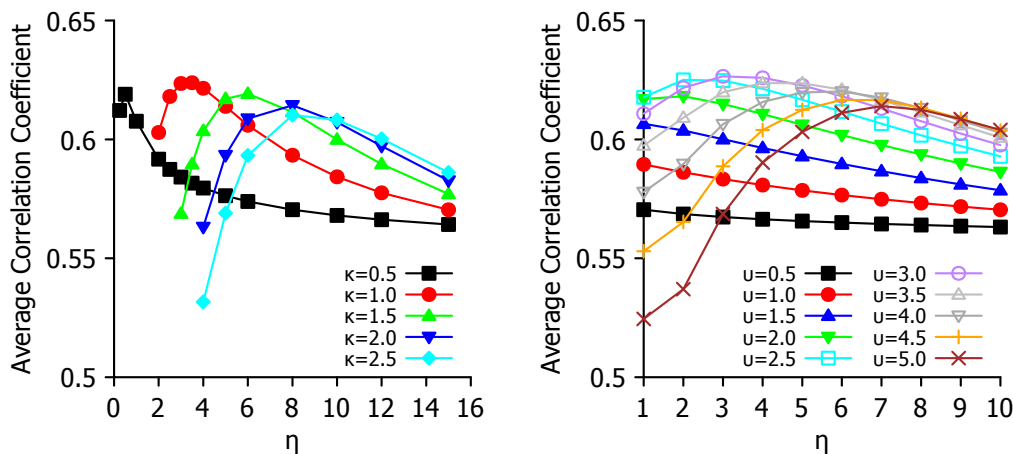 Average Correlation Coefficient
0.65
0.6
0.55
0.5
0 2 4 6 8 10 12 14 16
η
κ=0.5
κ=1.0
κ=1.5
κ=2.0
κ=2.5
Average Correlation Coefficient
0.65
0.6
0.55
0.5
1 2 3 4 5 6 7 8 9 10
η
υ=0.5 υ=3.0
υ=1.0 υ=3.5
υ=1.5 υ=4.0
υ=2.0 υ=4.5
υ=2.5 υ=5.0